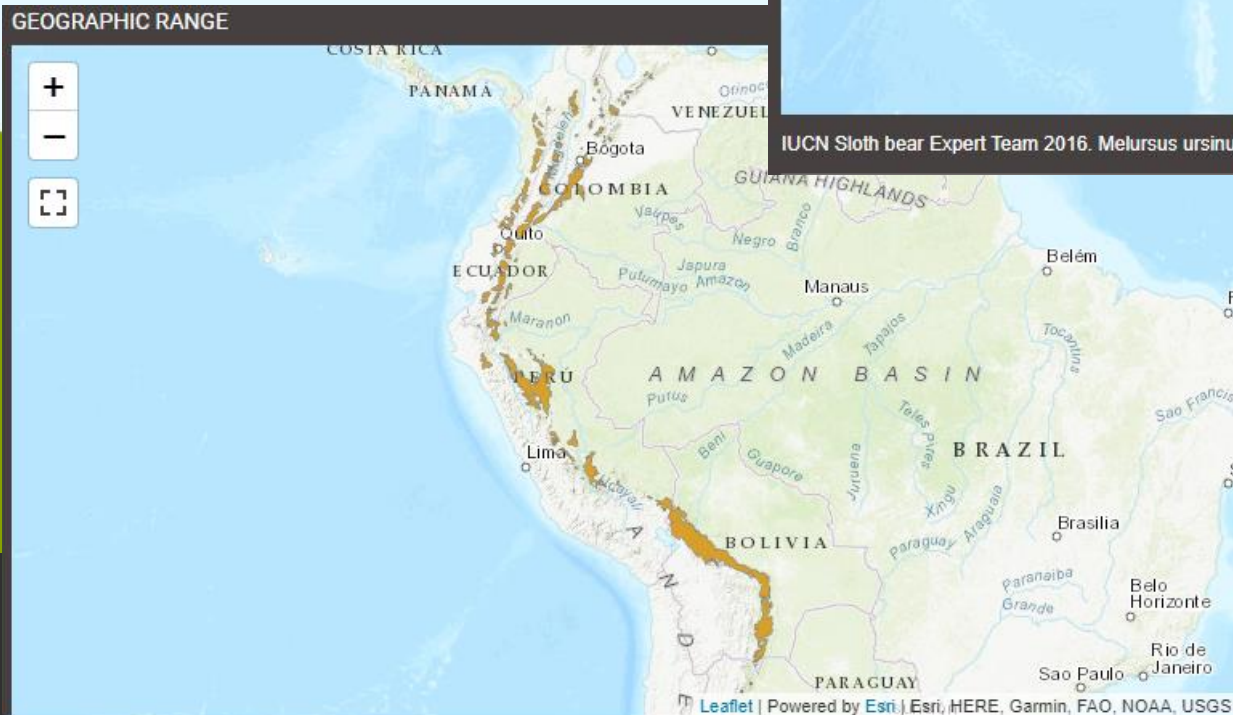 GEOGRAPHIC RANGE
COSTA RICA
+
PANAMÁ
VENEZUEL
−
IUCN Sloth bear Expert Team 2016. Melursus ursinu
Bogota
GUIANA HIGHLANDS
COLOMBIA
Vaupes
Branco
Quito
Negro
Belém
ECUADOR
Japura
Putumayo Amazon
Manaus
Maranon
Madeira
Tapajos
Tocantins
PERÚ
AMAZON BASIN
Purus
Sao Francis
Teles Pires
Lima
Beni
Guapore
Juruena
BRAZIL
Ucayali
Xingu
Araguaia
Brasilia
BOLIVIA
Paraguay
Paranaiba
Belo
Horizonte
Grande
A
N
D
E
Rio de
Janeiro
Sao Paulo
PARAGUAY
Leaflet | Powered by Esri | Esri, HERE, Garmin, FAO, NOAA, USGS